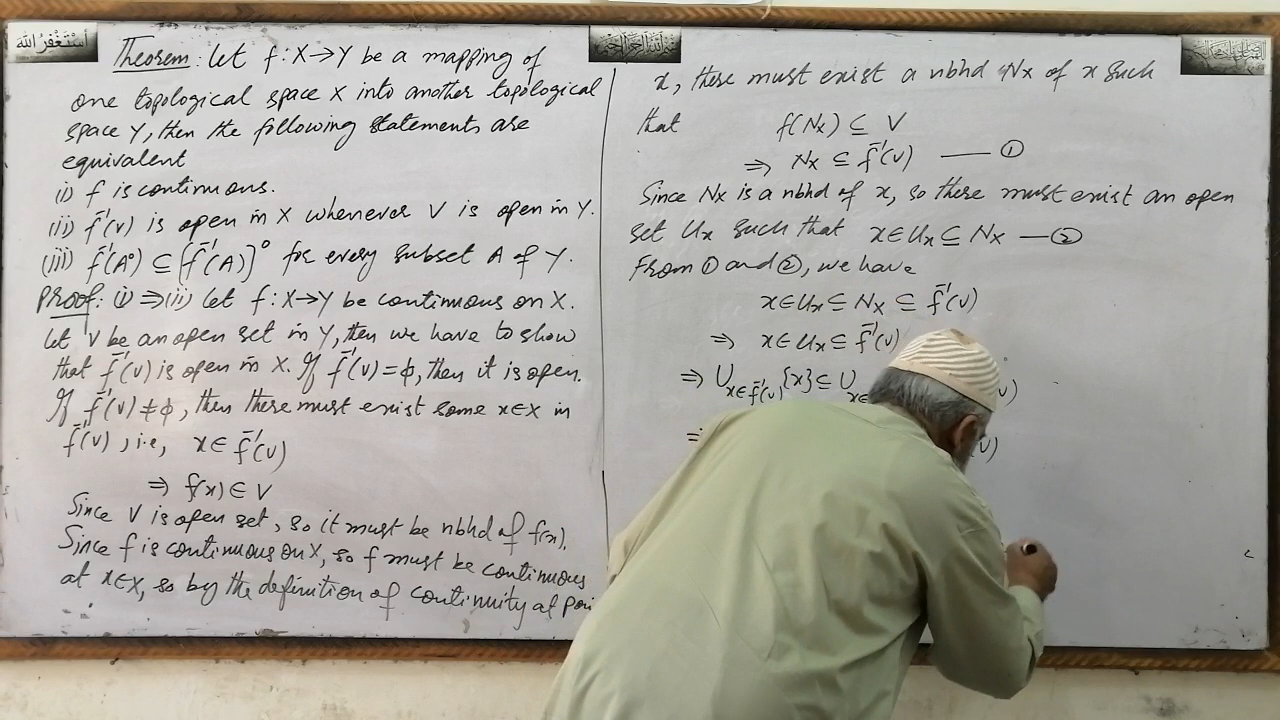 أستغفر الله
Theorem: Let f: X→Y be a mapping of
one topological space X into another topological
space Y, then the following statements are
equivalent
(i) f is continuous.
(ii) f⁻¹(V) is open in X whenever V is open in Y.
(iii) f⁻¹(A°) ⊆ [f⁻¹(A)]° for every subset A of Y.
Proof: (i) ⇒ (ii) Let f: X→Y be continuous on X.
Let V be an open set in Y, then we have to show
that f⁻¹(V) is open in X. If f⁻¹(V) = φ, then it is open.
If f⁻¹(V) ≠ φ, then there must exist some x∈X in
f⁻¹(V), i.e, x ∈ f⁻¹(V)
⇒ f(x) ∈ V
Since V is open set, so it must be nbhd of f(x).
Since f is continuous on X, so f must be continuous
at x∈X, so by the definition of continuity at
x, there must exist a nbhd Nx of x such
that f(Nx) ⊆ V
⇒ Nx ⊆ f⁻¹(V) —— ①
Since Nx is a nbhd of x, so there must exist an open
set Ux such that x∈Ux⊆Nx —②
From ① and ②, we have
x∈Ux⊆Nx ⊆ f⁻¹(V)
⇒ x∈Ux⊆f⁻¹(V)
⇒ ∪x∈f⁻¹(V) {x} ⊆ ∪